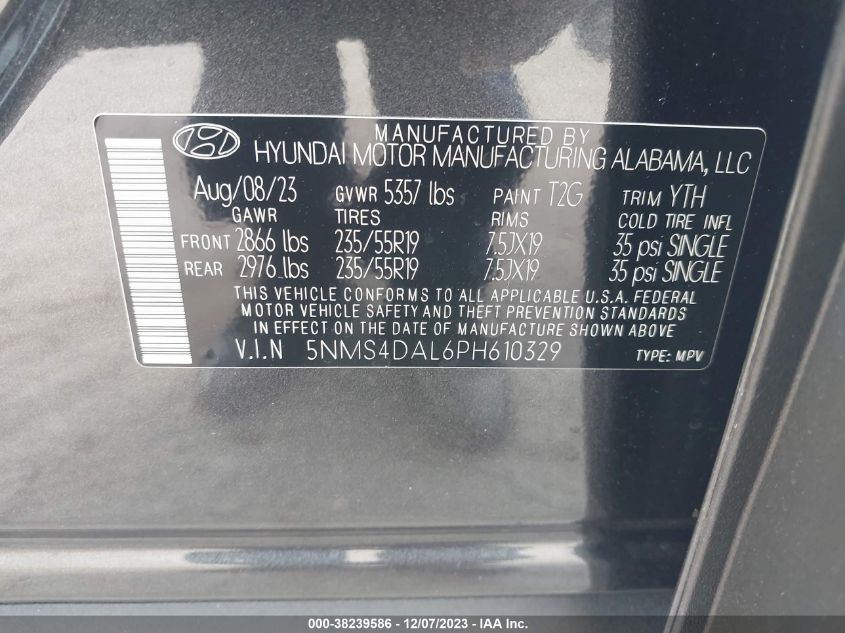 MANUFACTURED BY
HYUNDAI MOTOR MANUFACTURING ALABAMA, LLC
Aug/08/23 GVWR 5357 lbs PAINT T2G TRIM YTH
GAWR TIRES RIMS COLD TIRE INFL
FRONT 2866 lbs 235/55R19 7.5JX19 35 psi SINGLE
REAR 2976 lbs 235/55R19 7.5JX19 35 psi SINGLE
THIS VEHICLE CONFORMS TO ALL APPLICABLE U.S.A. FEDERAL
MOTOR VEHICLE SAFETY AND THEFT PREVENTION STANDARDS
IN EFFECT ON THE DATE OF MANUFACTURE SHOWN ABOVE
V.I.N 5NMS4DAL6PH610329 TYPE: MPV
000-38239586 - 12/07/2023 - IAA Inc.